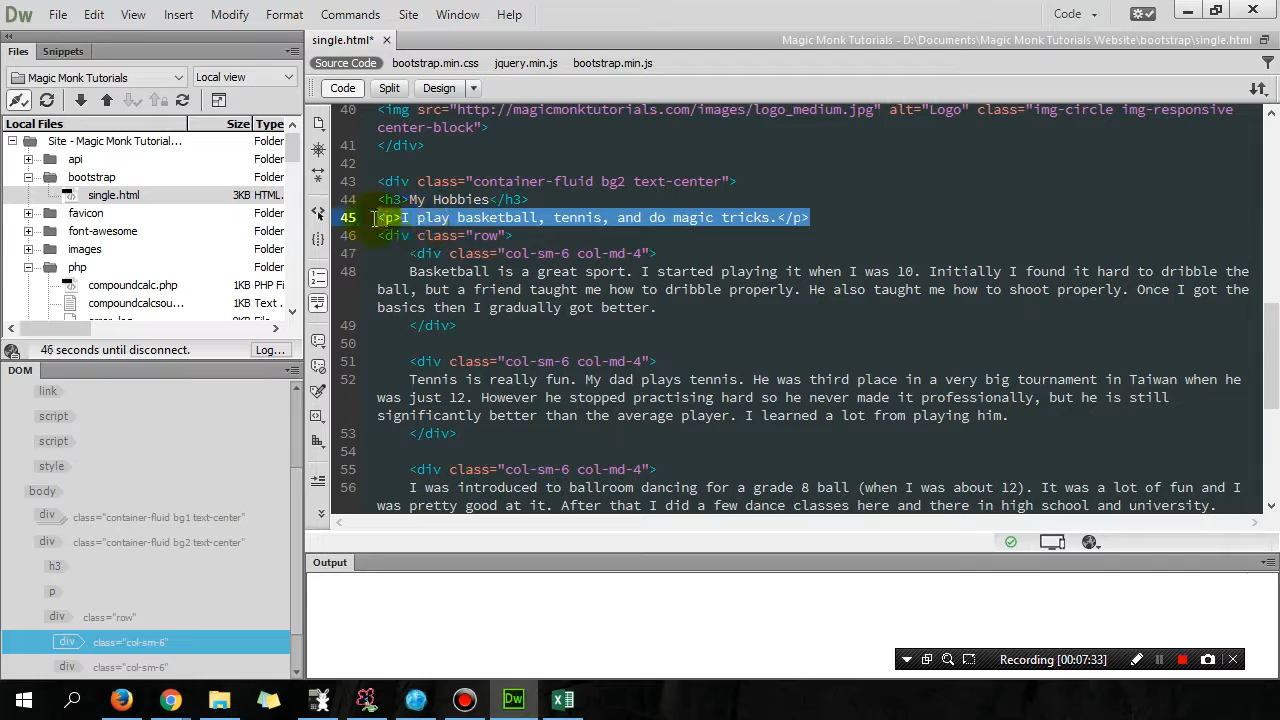 Dw File Edit View Insert Modify Format Commands Site Window Help Code
Files Snippets
single.html* Magic Monk Tutorials - D:\Documents\Magic Monk Tutorials Website\bootstrap\single.html
Source Code bootstrap.min.css jquery.min.js bootstrap.min.js
Magic Monk Tutorials Local view
Code Split Design
Local Files Size Type
Site - Magic Monk Tutorial... Folder
api Folder
bootstrap Folder
single.html 3KB HTML.
favicon Folder
font-awesome Folder
images Folder
php Folder
compoundcalc.php 1KB PHP Fi
compoundcalcsou... 1KB Text .
46 seconds until disconnect. Log...
DOM
link
script
script
style
body
div class="container-fluid bg1 text-center"
div class="container-fluid bg2 text-center"
h3
p
div class="row"
div class="col-sm-6"
div class="col-sm-6"
40 <img src="http://magicmonktutorials.com/images/logo_medium.jpg" alt="Logo" class="img-circle img-responsive
center-block">
41 </div>
42
43 <div class="container-fluid bg2 text-center">
44 <h3>My Hobbies</h3>
45 <p>I play basketball, tennis, and do magic tricks.</p>
46 <div class="row">
47 <div class="col-sm-6 col-md-4">
48 Basketball is a great sport. I started playing it when I was 10. Initially I found it hard to dribble the
ball, but a friend taught me how to dribble properly. He also taught me how to shoot properly. Once I got the
basics then I gradually got better.
49 </div>
50
51 <div class="col-sm-6 col-md-4">
52 Tennis is really fun. My dad plays tennis. He was third place in a very big tournament in Taiwan when he
was just 12. However he stopped practising hard so he never made it professionally, but he is still
significantly better than the average player. I learned a lot from playing him.
53 </div>
54
55 <div class="col-sm-6 col-md-4">
56 I was introduced to ballroom dancing for a grade 8 ball (when I was about 12). It was a lot of fun and I
was pretty good at it. After that I did a few dance classes here and there in high school and university.
Output
Recording [00:07:33]
Dw